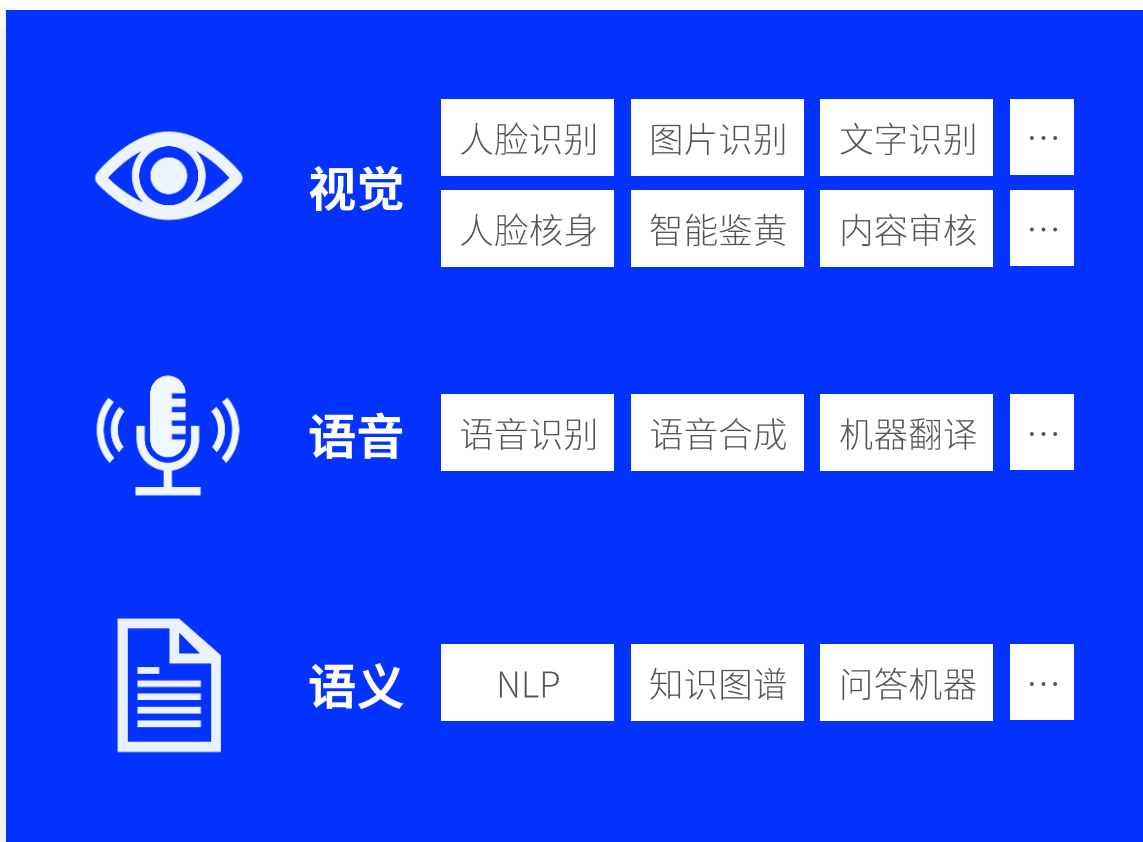 人脸识别 图片识别 文字识别 ···
视觉
人脸核身 智能鉴黄 内容审核 ···
语音 语音识别 语音合成 机器翻译 ···
语义 NLP 知识图谱 问答机器 ···